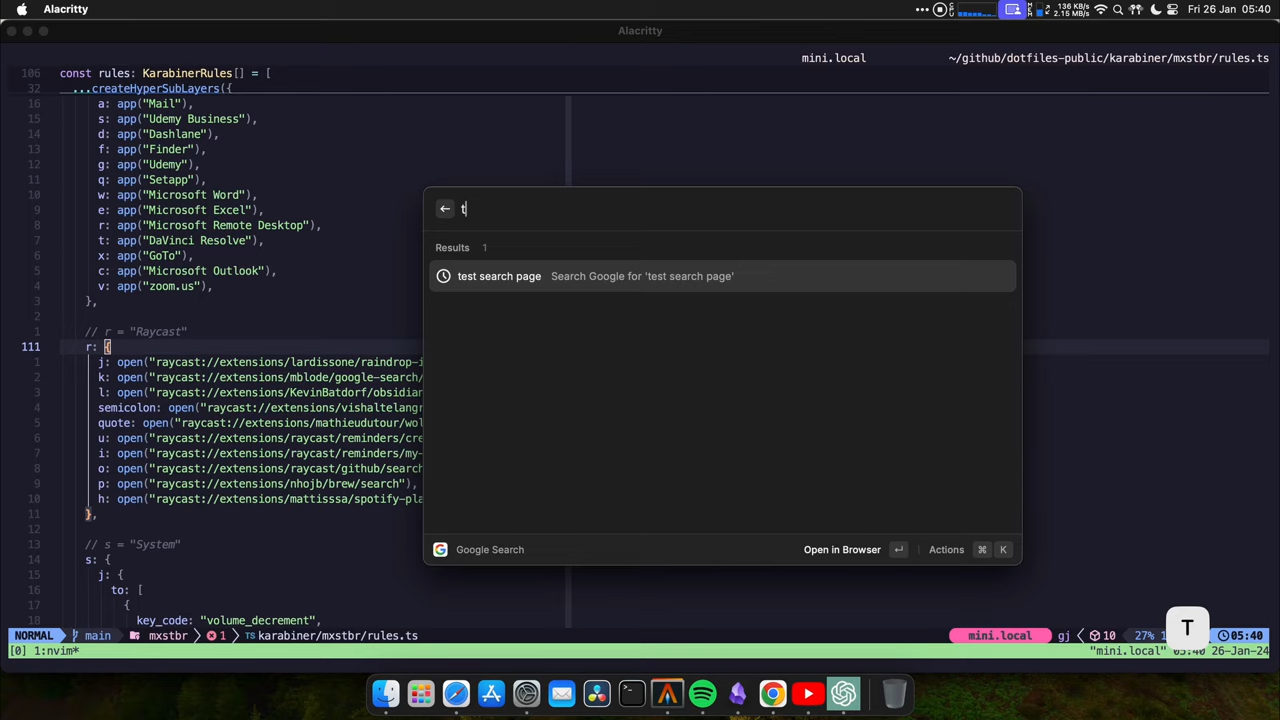 Alacritty
136 KB/s
2.15 MB/s
Fri 26 Jan 05:40
Alacritty
mini.local
~/github/dotfiles-public/karabiner/mxstbr/rules.ts
106 const rules: KarabinerRules[] = [
32 ...createHyperSubLayers({
16 a: app("Mail"),
15 s: app("Udemy Business"),
14 d: app("Dashlane"),
13 f: app("Finder"),
12 g: app("Udemy"),
11 q: app("Setapp"),
10 w: app("Microsoft Word"),
9 e: app("Microsoft Excel"),
8 r: app("Microsoft Remote Desktop"),
7 t: app("DaVinci Resolve"),
6 x: app("GoTo"),
5 c: app("Microsoft Outlook"),
4 v: app("zoom.us"),
3 },
2
1 // r = "Raycast"
111 r: {
1 j: open("raycast://extensions/lardissone/raindrop-i
2 k: open("raycast://extensions/mblode/google-search/
3 l: open("raycast://extensions/KevinBatdorf/obsidian
4 semicolon: open("raycast://extensions/vishaltelangr
5 quote: open("raycast://extensions/mathieudutour/wol
6 u: open("raycast://extensions/raycast/reminders/cre
7 i: open("raycast://extensions/raycast/reminders/my-
8 o: open("raycast://extensions/raycast/github/search
9 p: open("raycast://extensions/nhojb/brew/search"),
10 h: open("raycast://extensions/mattisssa/spotify-pla
11 },
12
13 // s = "System"
14 s: {
15 j: {
16 to: [
17 {
18 key_code: "volume_decrement",
t
Results 1
test search page Search Google for 'test search page'
Google Search
Open in Browser ↵
Actions ⌘ K
T
NORMAL main mxstbr 1 TS karabiner/mxstbr/rules.ts
mini.local gj 10 27% 1 05:40
[0] 1:nvim*
"mini.local" 05:40 26-Jan-24